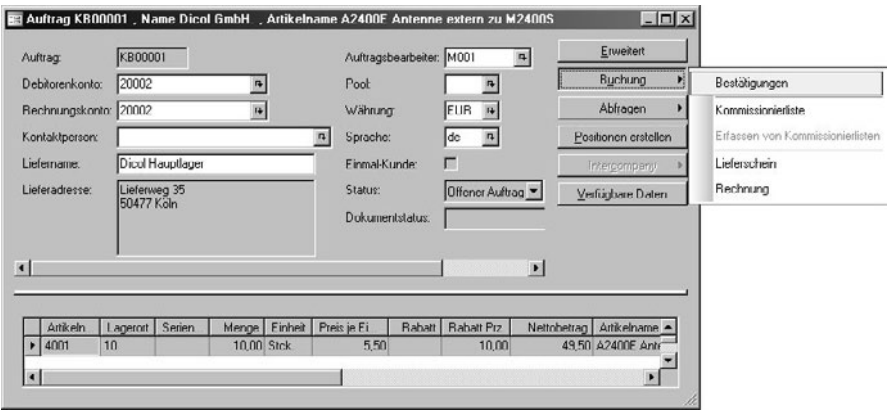 Auftrag KB00001 , Name Dicol GmbH. , Artikelname A2400E Antenne extern zu M2400S
Auftrag: KB00001
Debitorenkonto: 20002
Rechnungskonto: 20002
Kontaktperson:
Liefername: Dicol Hauptlager
Lieferadresse: Lieferweg 35
50477 Köln
Auftragsbearbeiter: M001
Pool:
Währung: EUR
Sprache: de
Einmal-Kunde:
Status: Offener Auftrag
Dokumentstatus:
Erweitert
Buchung
Abfragen
Positionen erstellen
Intercompany
Verfügbare Daten
Bestätigungen
Kommissionierliste
Erfassen von Kommissionierlisten
Lieferschein
Rechnung
Artikeln. Lagerort Serien. Menge Einheit Preis je Ei. Rabatt Rabatt Prz. Nettobetrag Artikelname
4001 10 10,00 Stck 5,50 10,00 49,50 A2400E Ante